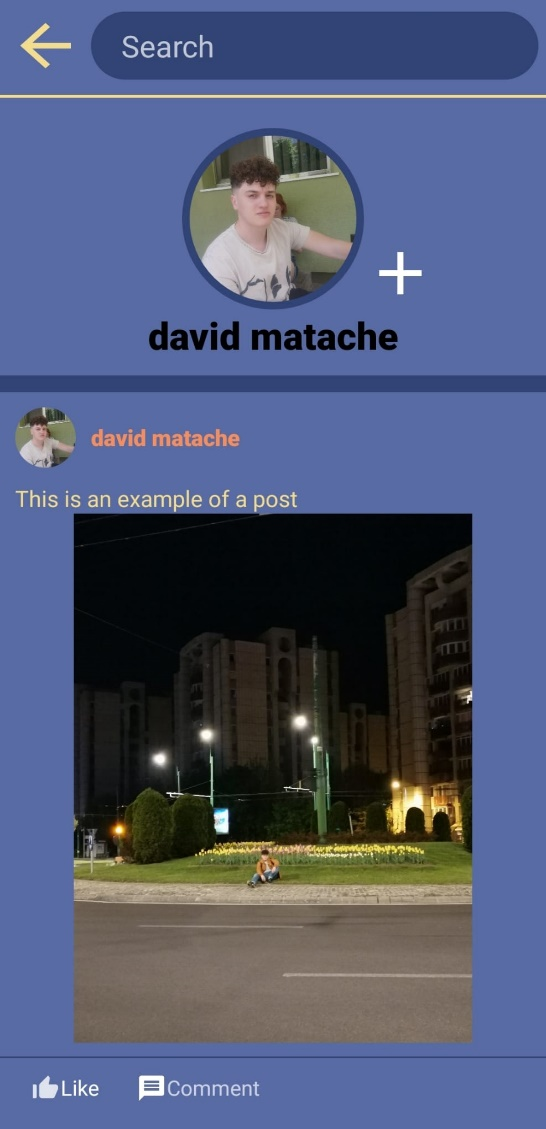 Search
david matache
david matache
This is an example of a post
Like
Comment